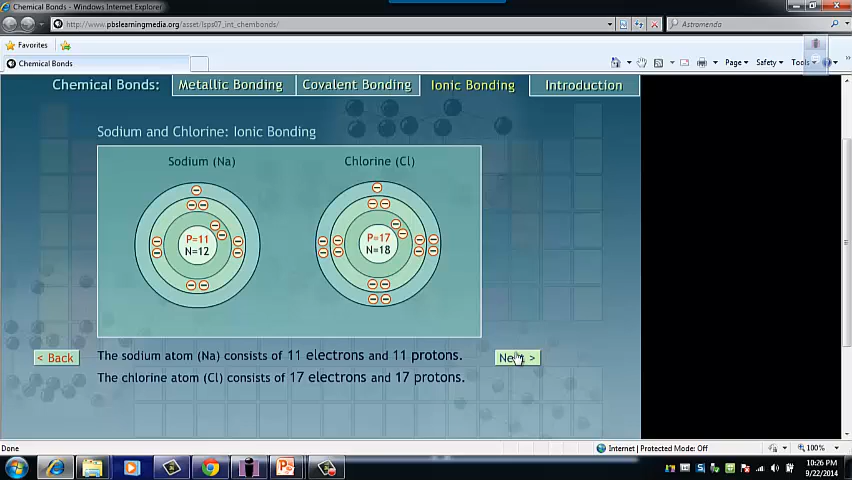 Chemical Bonds - Windows Internet Explorer
http://www.pbslearningmedia.org/asset/lsps07_int_chembonds/
Astromenda
Favorites
Chemical Bonds
Page Safety Tools
Chemical Bonds: Metallic Bonding Covalent Bonding Ionic Bonding Introduction
Sodium and Chlorine: Ionic Bonding
Sodium (Na) Chlorine (Cl)
P=11 P=17
N=12 N=18
The sodium atom (Na) consists of 11 electrons and 11 protons.
< Back Next >
The chlorine atom (Cl) consists of 17 electrons and 17 protons.
Done Internet | Protected Mode: Off 100%
10:26 PM
9/22/2014